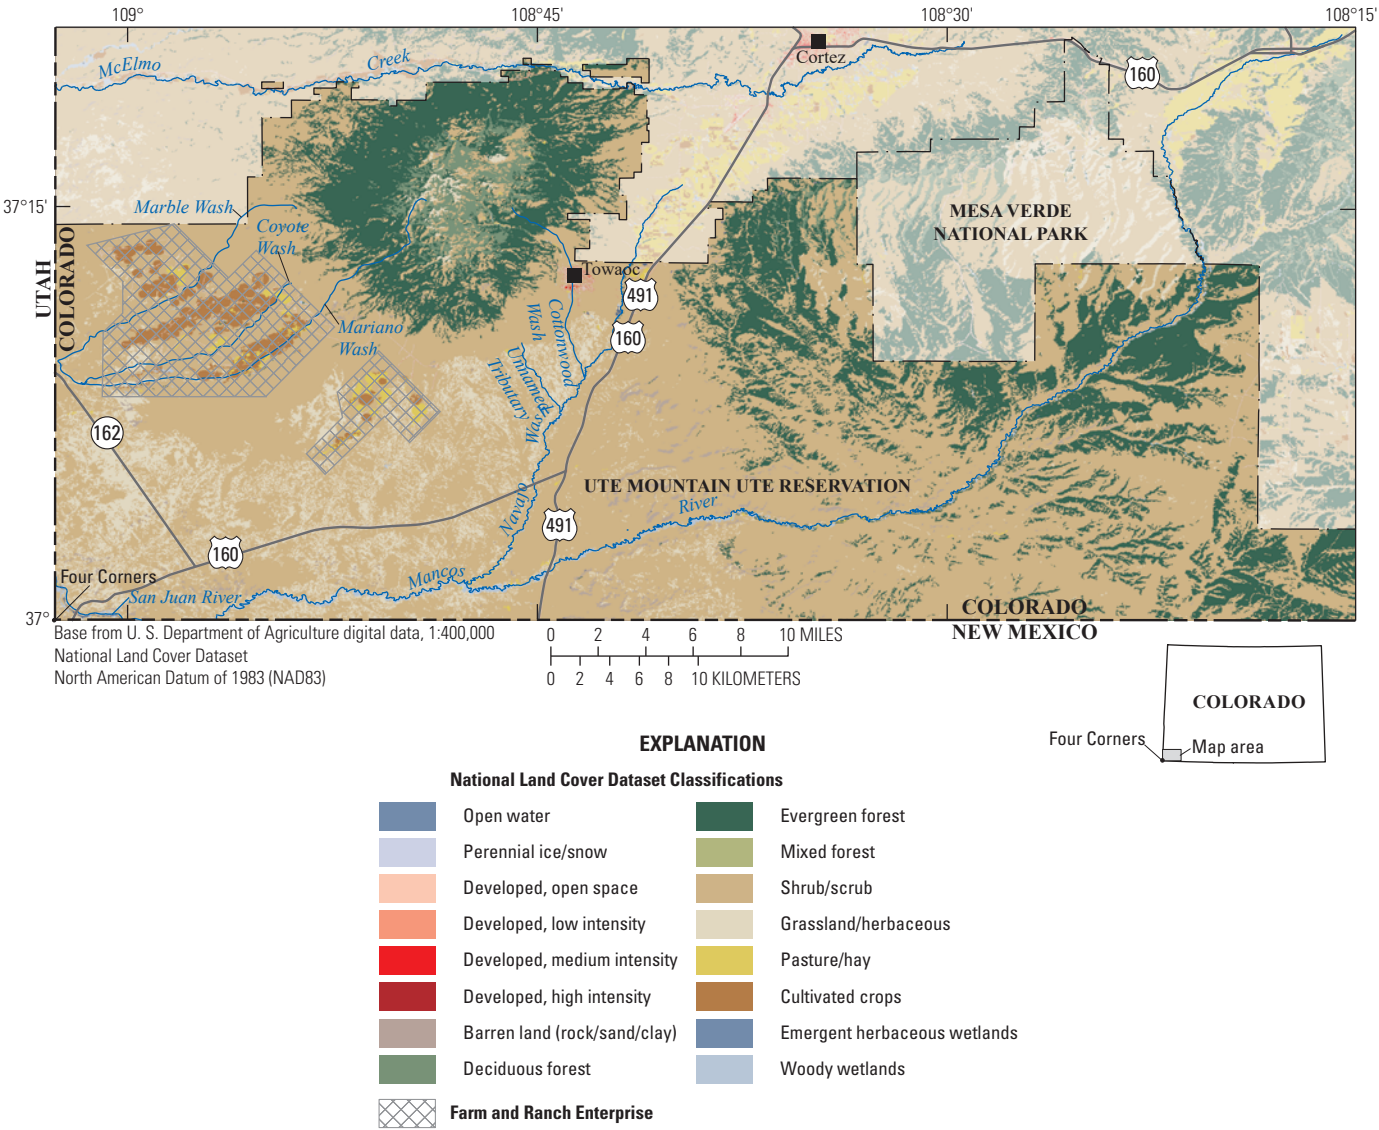 109°
108°45'
108°30'
108°15'
McElmo
Creek
Cortez
160
37°15'
Marble Wash
Coyote
Wash
MESA VERDE
NATIONAL PARK
UTAH
COLORADO
Towaoc
491
160
Mariano
Wash
Cottonwood
Wash
Unnamed
Tributary
162
UTE MOUNTAIN UTE RESERVATION
River
Navajo
Wash
491
160
Mancos
Four Corners
San Juan River
37°
COLORADO
NEW MEXICO
Base from U. S. Department of Agriculture digital data, 1:400,000
National Land Cover Dataset
North American Datum of 1983 (NAD83)
0 2 4 6 8 10 MILES
0 2 4 6 8 10 KILOMETERS
COLORADO
Four Corners
Map area
EXPLANATION
National Land Cover Dataset Classifications
Open water
Perennial ice/snow
Developed, open space
Developed, low intensity
Developed, medium intensity
Developed, high intensity
Barren land (rock/sand/clay)
Deciduous forest
Evergreen forest
Mixed forest
Shrub/scrub
Grassland/herbaceous
Pasture/hay
Cultivated crops
Emergent herbaceous wetlands
Woody wetlands
Farm and Ranch Enterprise